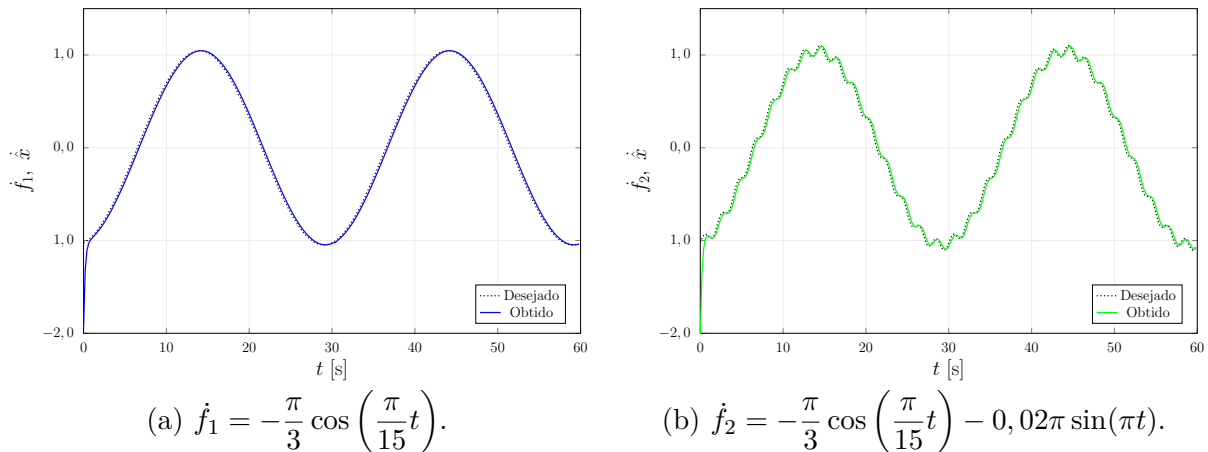 1,0
0,0
1,0
−2,0
ḟ₁, ẋ̂
0 10 20 30 40 50 60
t [s]
Desejado
Obtido
(a) ḟ₁ = −π/3 cos(π/15 t).
1,0
0,0
1,0
−2,0
ḟ₂, ẋ̂
0 10 20 30 40 50 60
t [s]
Desejado
Obtido
(b) ḟ₂ = −π/3 cos(π/15 t) − 0,02π sin(πt).